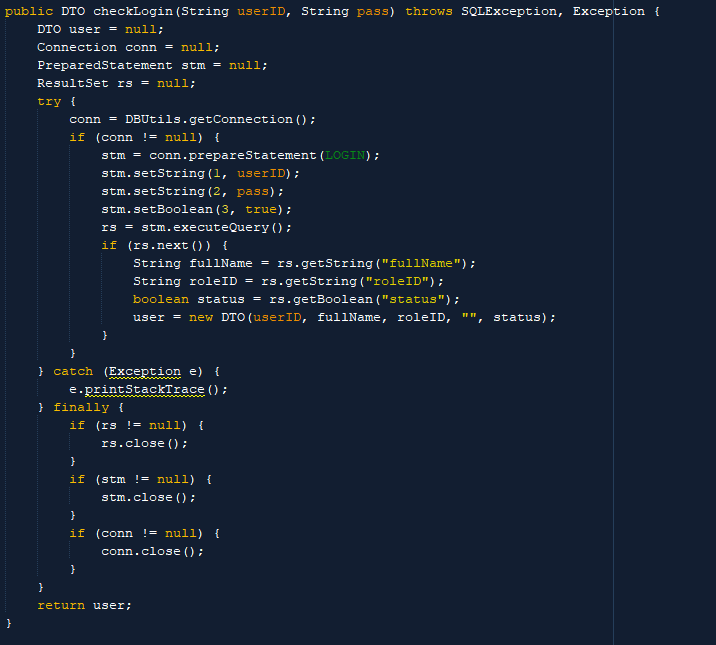 public DTO checkLogin(String userID, String pass) throws SQLException, Exception {
    DTO user = null;
    Connection conn = null;
    PreparedStatement stm = null;
    ResultSet rs = null;
    try {
        conn = DBUtils.getConnection();
        if (conn != null) {
            stm = conn.prepareStatement(LOGIN);
            stm.setString(1, userID);
            stm.setString(2, pass);
            stm.setBoolean(3, true);
            rs = stm.executeQuery();
            if (rs.next()) {
                String fullName = rs.getString("fullName");
                String roleID = rs.getString("roleID");
                boolean status = rs.getBoolean("status");
                user = new DTO(userID, fullName, roleID, "", status);
            }
        }
    } catch (Exception e) {
        e.printStackTrace();
    } finally {
        if (rs != null) {
            rs.close();
        }
        if (stm != null) {
            stm.close();
        }
        if (conn != null) {
            conn.close();
        }
    }
    return user;
}